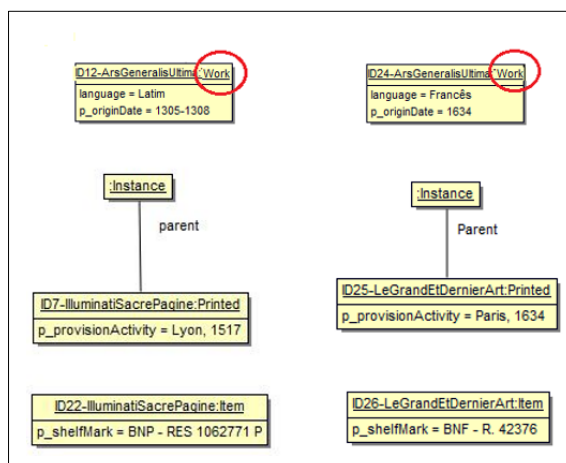 ID12-ArsGeneralisUltima:Work
language = Latim
p_originDate = 1305-1308
ID24-ArsGeneralisUltima:Work
language = Francês
p_originDate = 1634
:Instance
parent
:Instance
Parent
ID7-IlluminatiSacrePagine:Printed
p_provisionActivity = Lyon, 1517
ID25-LeGrandEtDernierArt:Printed
p_provisionActivity = Paris, 1634
ID22-IlluminatiSacrePagine:Item
p_shelfMark = BNP - RES 1062771 P
ID26-LeGrandEtDernierArt:Item
p_shelfMark = BNF - R. 42376